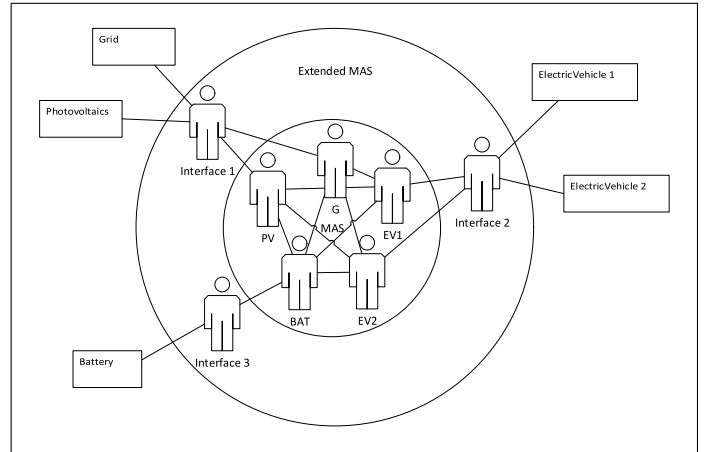 Grid
Extended MAS
ElectricVehicle 1
Photovoltaics
Interface 1
ElectricVehicle 2
G
Interface 2
MAS
PV
EV1
BAT
EV2
Interface 3
Battery